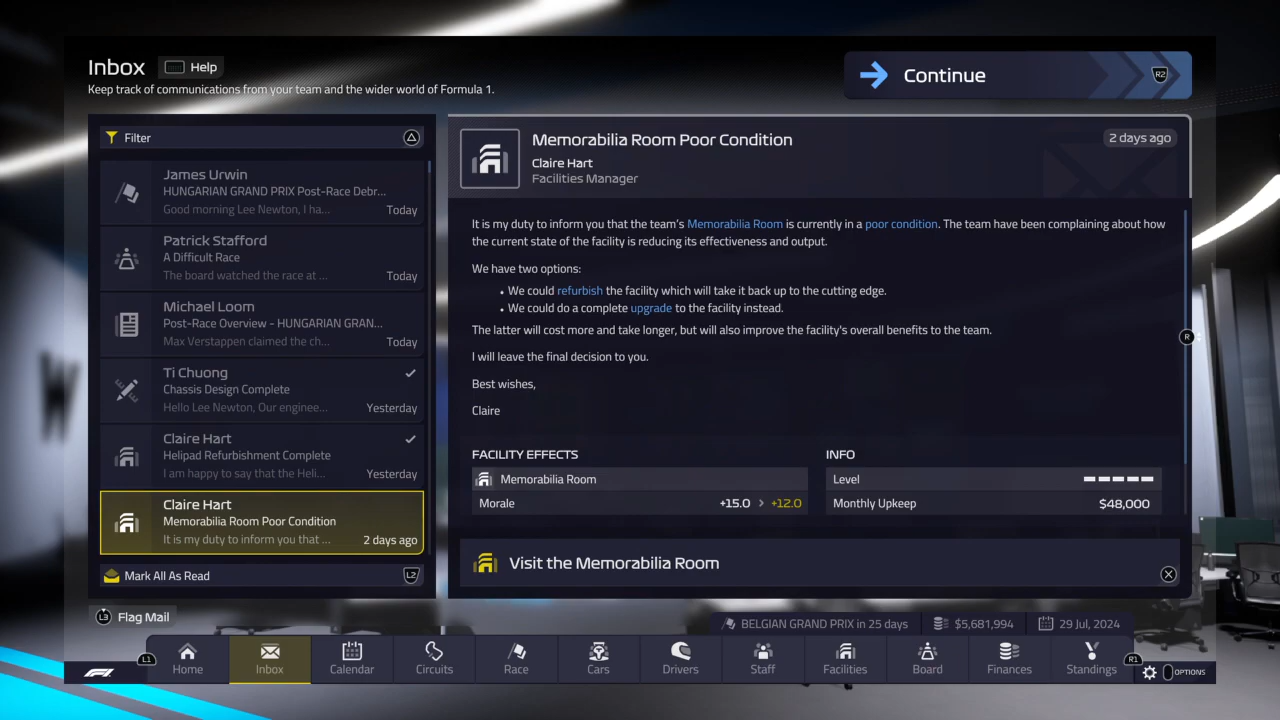 Inbox
Help
Keep track of communications from your team and the wider world of Formula 1.
Continue
R2
Filter
James Urwin
HUNGARIAN GRAND PRIX Post-Race Debr...
Good morning Lee Newton, I ha...
Today
Patrick Stafford
A Difficult Race
The board watched the race at ...
Today
Michael Loom
Post-Race Overview - HUNGARIAN GRAN...
Max Verstappen claimed the ch...
Today
Ti Chuong
Chassis Design Complete
Hello Lee Newton, Our enginee...
Yesterday
Claire Hart
Helipad Refurbishment Complete
I am happy to say that the Heli...
Yesterday
Claire Hart
Memorabilia Room Poor Condition
It is my duty to inform you that ...
2 days ago
Mark All As Read
L2
Memorabilia Room Poor Condition
2 days ago
Claire Hart
Facilities Manager
It is my duty to inform you that the team's Memorabilia Room is currently in a poor condition. The team have been complaining about how
the current state of the facility is reducing its effectiveness and output.
We have two options:
• We could refurbish the facility which will take it back up to the cutting edge.
• We could do a complete upgrade to the facility instead.
The latter will cost more and take longer, but will also improve the facility's overall benefits to the team.
I will leave the final decision to you.
Best wishes,
Claire
R
FACILITY EFFECTS
Memorabilia Room
Morale +15.0 > +12.0
INFO
Level
Monthly Upkeep $48,000
Visit the Memorabilia Room
L3 Flag Mail
BELGIAN GRAND PRIX in 25 days
$5,681,994
29 Jul, 2024
L1
Home
Inbox
Calendar
Circuits
Race
Cars
Drivers
Staff
Facilities
Board
Finances
Standings
R1
OPTIONS
W